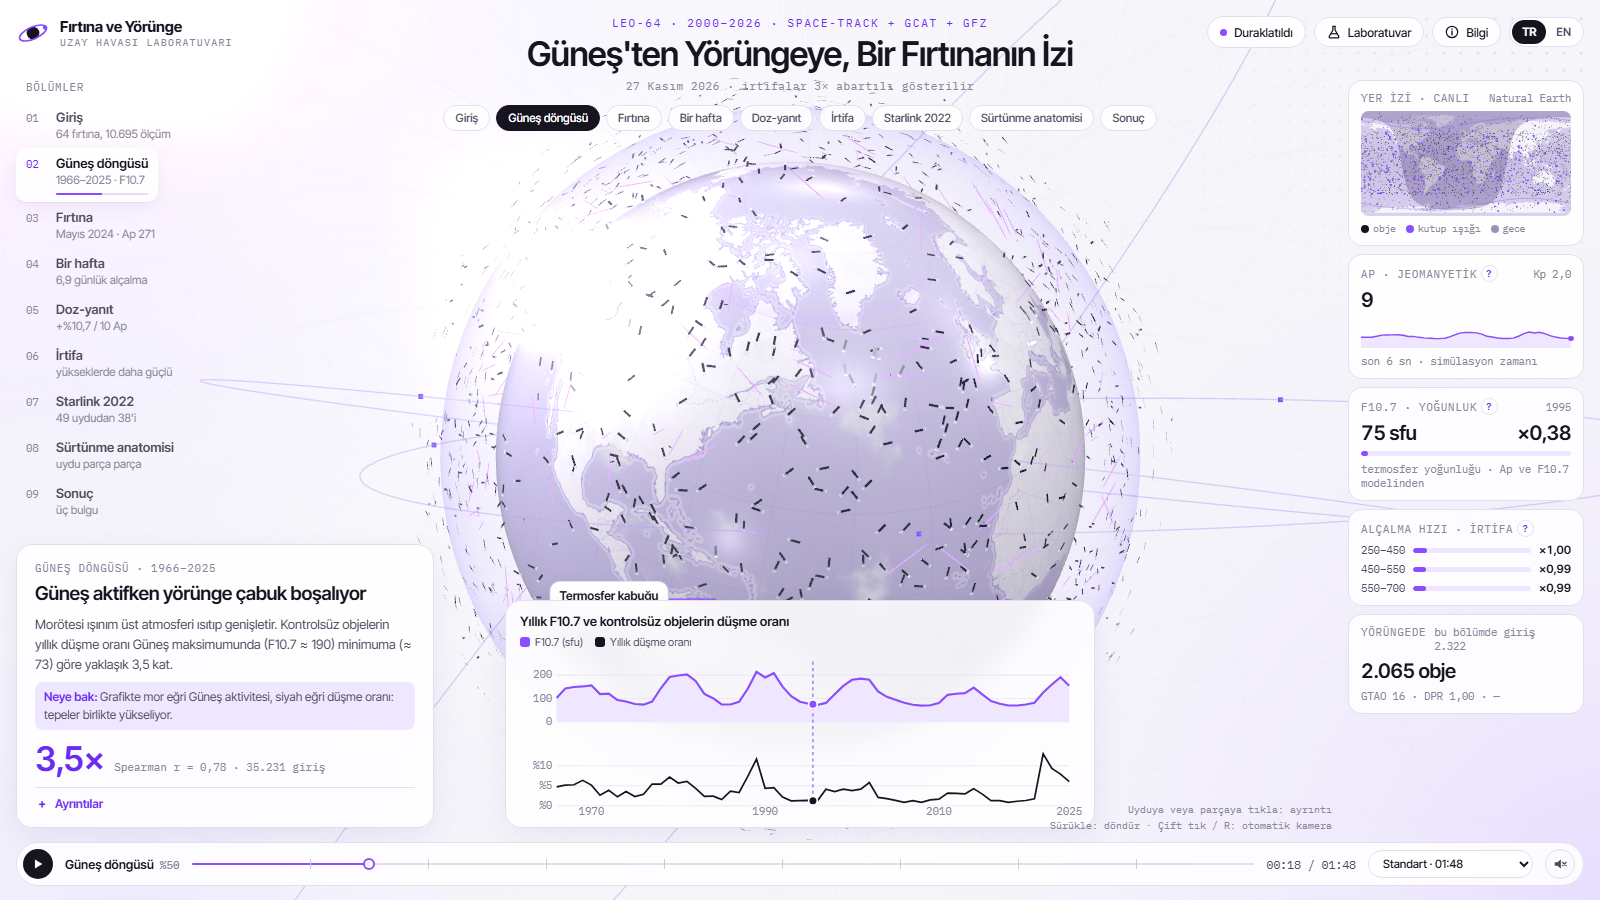 Fırtına ve Yörünge
UZAY HAVASI LABORATUVARI
LEO-64 · 2000–2026 · SPACE-TRACK + GCAT + GFZ
Güneş'ten Yörüngeye, Bir Fırtınanın İzi
27 Kasım 2026 · irtifalar 3× abartılı gösterilir
Duraklatıldı
Laboratuvar
Bilgi
TR
EN
Giriş
Güneş döngüsü
Fırtına
Bir hafta
Doz-yanıt
İrtifa
Starlink 2022
Sürtünme anatomisi
Sonuç
BÖLÜMLER
01 Giriş
64 fırtına, 10.695 ölçüm
02 Güneş döngüsü
1966–2025 · F10.7
03 Fırtına
Mayıs 2024 · Ap 271
04 Bir hafta
6,9 günlük alçalma
05 Doz-yanıt
+%10,7 / 10 Ap
06 İrtifa
yükseklerde daha güçlü
07 Starlink 2022
49 uydudan 38'i
08 Sürtünme anatomisi
uydu parça parça
09 Sonuç
üç bulgu
GÜNEŞ DÖNGÜSÜ · 1966–2025
Güneş aktifken yörünge çabuk boşalıyor
Morötesi ışınım üst atmosferi ısıtıp genişletir. Kontrolsüz objelerin
yıllık düşme oranı Güneş maksimumunda (F10.7 ≈ 190) minimuma (≈
73) göre yaklaşık 3,5 kat.
Neye bak: Grafikte mor eğri Güneş aktivitesi, siyah eğri düşme oranı:
tepeler birlikte yükseliyor.
3,5× Spearman r = 0,78 · 35.231 giriş
+ Ayrıntılar
Termosfer kabuğu
Yıllık F10.7 ve kontrolsüz objelerin düşme oranı
F10.7 (sfu)
Yıllık düşme oranı
200
100
0
%10
%5
%0
1970
1990
2010
2025
YER İZİ · CANLI
Natural Earth
obje
kutup ışığı
gece
AP · JEOMANYETİK ?
Kp 2,0
9
son 6 sn · simülasyon zamanı
F10.7 · YOĞUNLUK ?
1995
75 sfu
×0,38
termosfer yoğunluğu · Ap ve F10.7
modelinden
ALÇALMA HIZI · İRTİFA ?
250–450 ×1,00
450–550 ×0,99
550–700 ×0,99
YÖRÜNGEDE
bu bölümde giriş
2.322
2.065 obje
GTAO 16 · DPR 1,00 · —
Uyduya veya parçaya tıkla: ayrıntı
Sürükle: döndür · Çift tık / R: otomatik kamera
Güneş döngüsü %50
00:18 / 01:48
Standart · 01:48